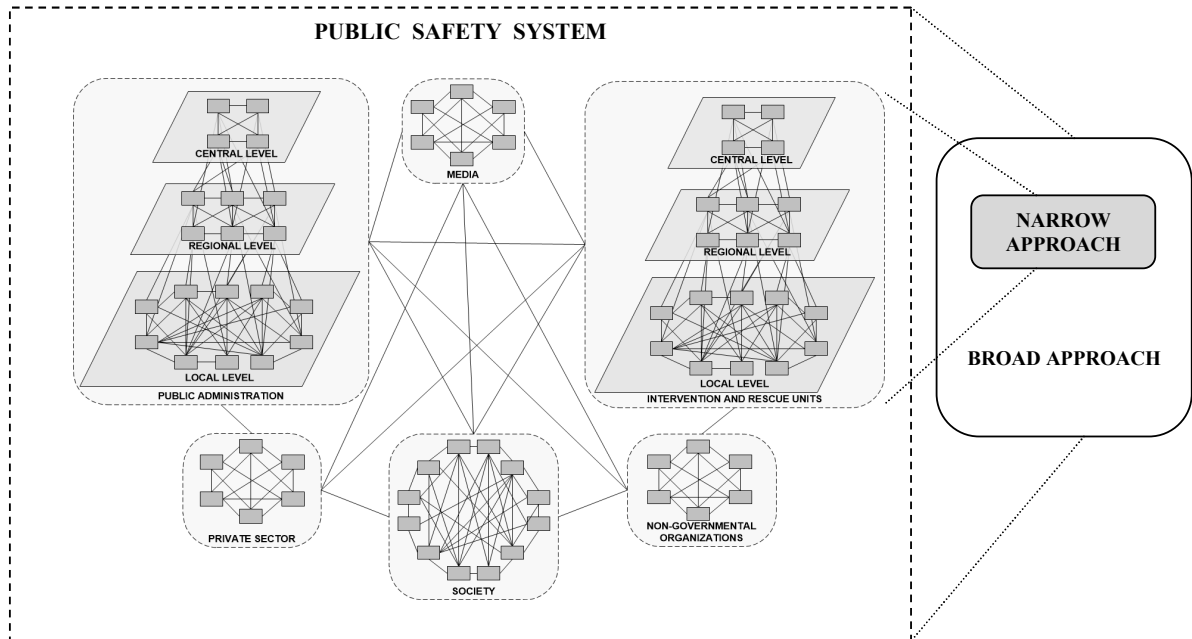 PUBLIC SAFETY SYSTEM
CENTRAL LEVEL
REGIONAL LEVEL
LOCAL LEVEL
PUBLIC ADMINISTRATION
MEDIA
CENTRAL LEVEL
REGIONAL LEVEL
LOCAL LEVEL
INTERVENTION AND RESCUE UNITS
PRIVATE SECTOR
SOCIETY
NON-GOVERNMENTAL
ORGANIZATIONS
NARROW
APPROACH
BROAD APPROACH